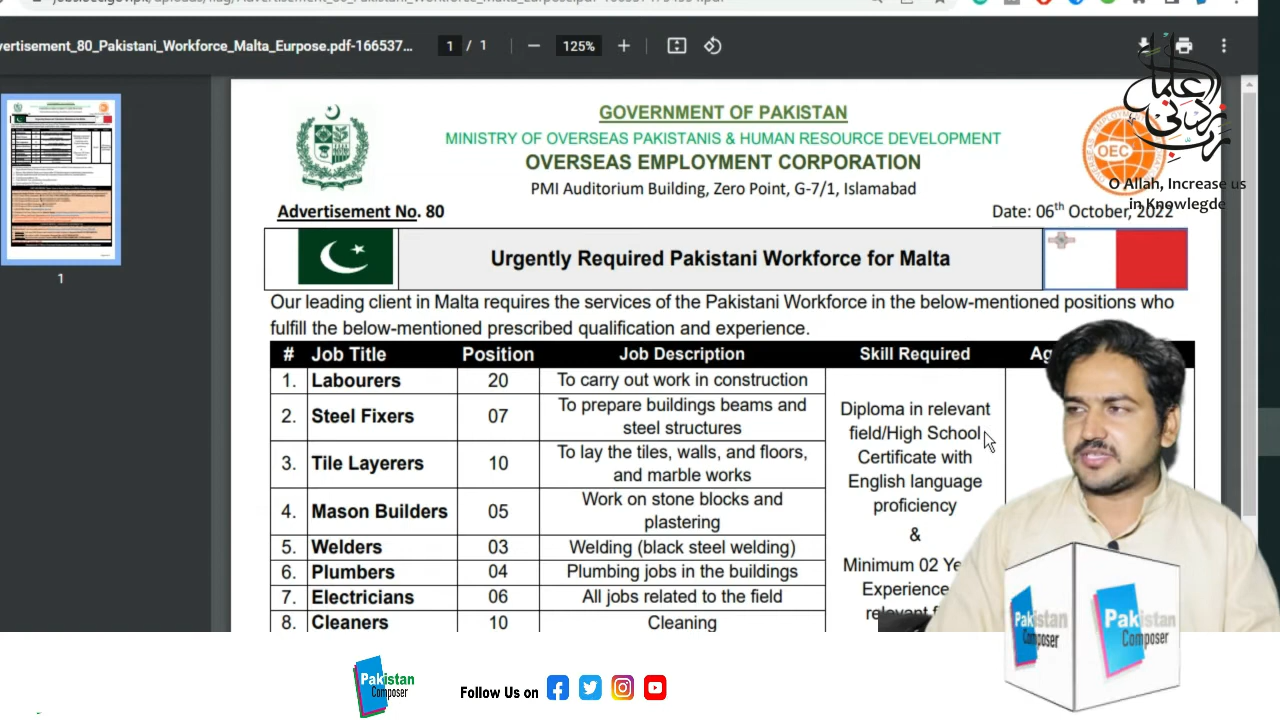 vertisement_80_Pakistani_Workforce_Malta_Eurpose.pdf-166537...
1 / 1
125%
GOVERNMENT OF PAKISTAN
MINISTRY OF OVERSEAS PAKISTANIS & HUMAN RESOURCE DEVELOPMENT
OVERSEAS EMPLOYMENT CORPORATION
PMI Auditorium Building, Zero Point, G-7/1, Islamabad
OEC
رَبِّ زِدْنِي عِلْمًا
O Allah, Increase us
in Knowlegde
Advertisement No. 80
Date: 06th October, 2022
Urgently Required Pakistani Workforce for Malta
Our leading client in Malta requires the services of the Pakistani Workforce in the below-mentioned positions who
fulfill the below-mentioned prescribed qualification and experience.
# Job Title Position Job Description Skill Required
1. Labourers 20 To carry out work in construction
2. Steel Fixers 07 To prepare buildings beams and
steel structures
3. Tile Layerers 10 To lay the tiles, walls, and floors,
and marble works
4. Mason Builders 05 Work on stone blocks and
plastering
5. Welders 03 Welding (black steel welding)
6. Plumbers 04 Plumbing jobs in the buildings
7. Electricians 06 All jobs related to the field
8. Cleaners 10 Cleaning
Diploma in relevant
field/High School
Certificate with
English language
proficiency
&
Minimum 02
Experience
1
Pakistan
Composer
Pakistan
Composer
Pakistan
Composer
Follow Us on